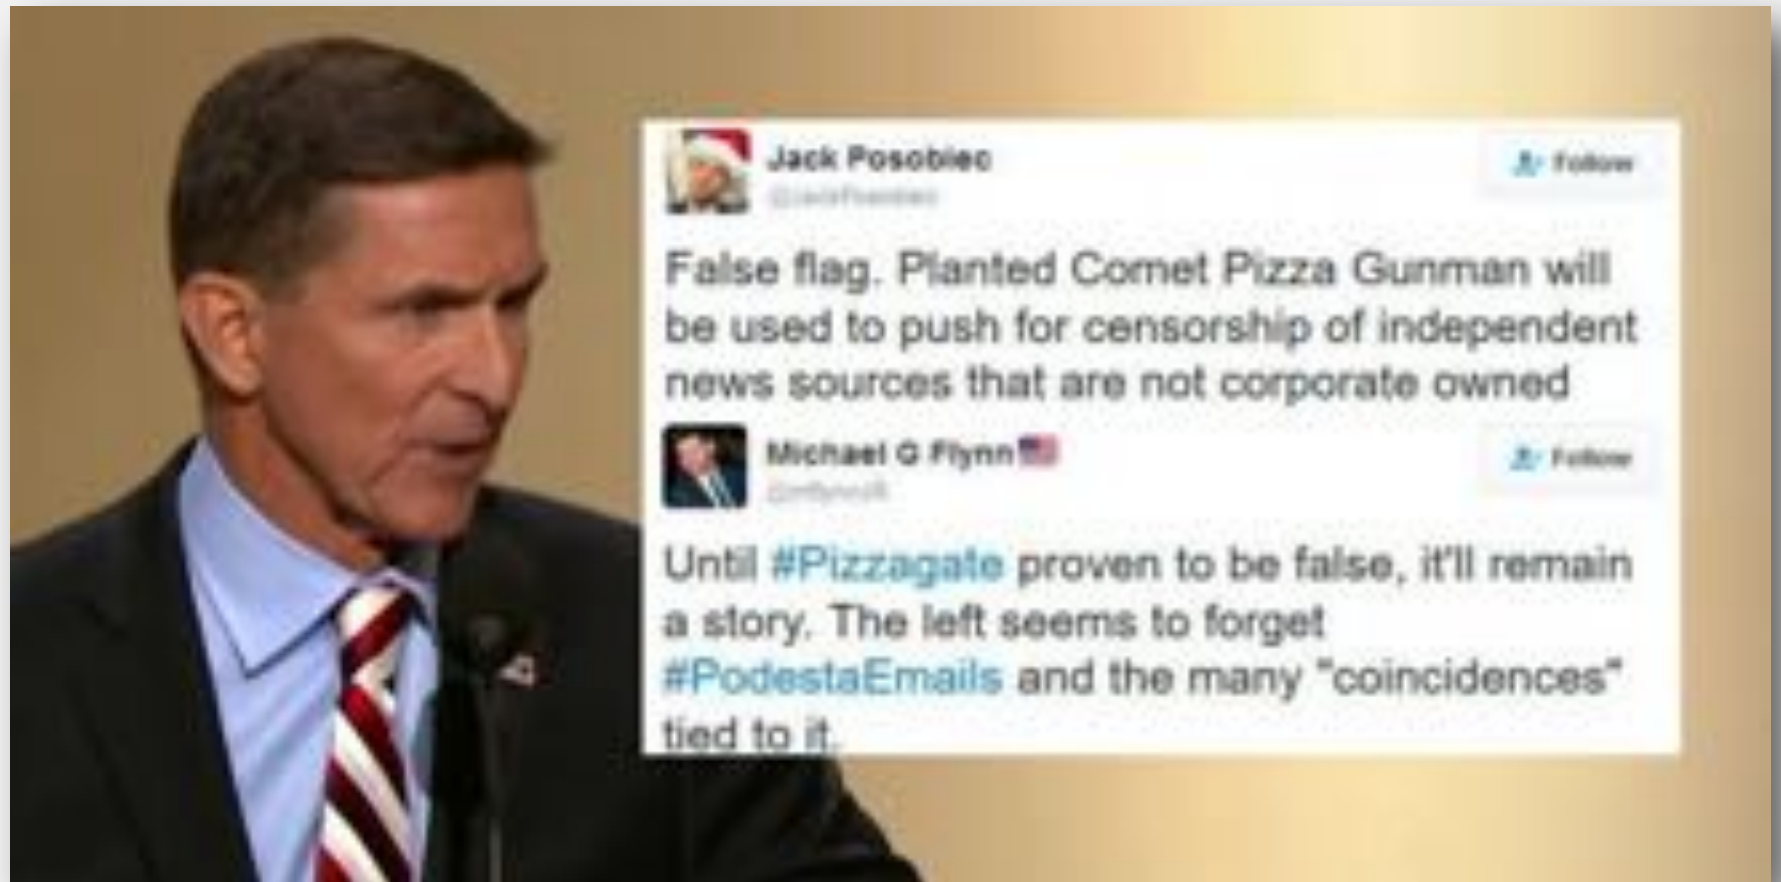 Jack Posobiec
Follow
False flag. Planted Comet Pizza Gunman will
be used to push for censorship of independent
news sources that are not corporate owned
Michael G Flynn🇺🇸
Follow
Until #Pizzagate proven to be false, it'll remain
a story. The left seems to forget
#PodestaEmails and the many "coincidences"
tied to it.